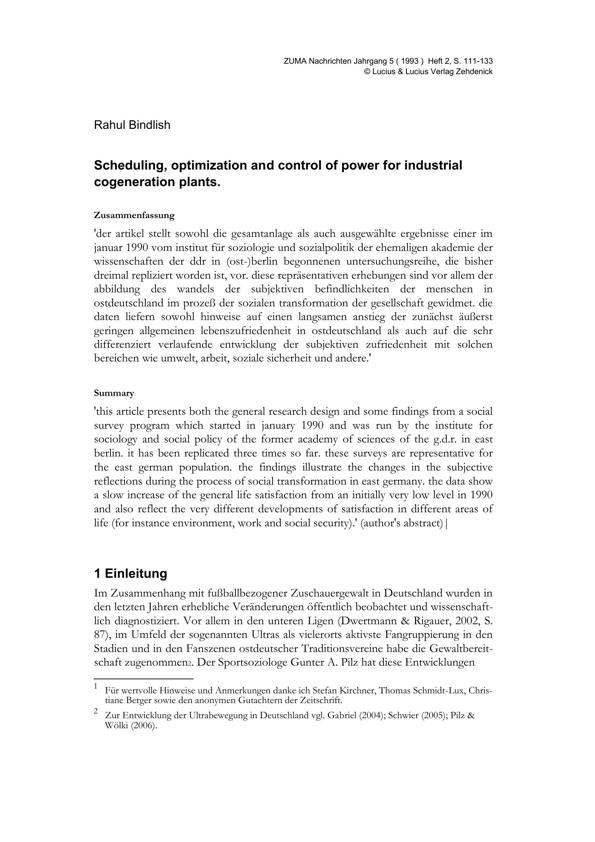 ZUMA Nachrichten Jahrgang 5 ( 1993 ) Heft 2, S. 111-133
© Lucius & Lucius Verlag Zehdenick
Rahul Bindlish
Scheduling, optimization and control of power for industrial
cogeneration plants.
Zusammenfassung
'der artikel stellt sowohl die gesamtanlage als auch ausgewählte ergebnisse einer im
januar 1990 vom institut für soziologie und sozialpolitik der ehemaligen akademie der
wissenschaften der ddr in (ost-)berlin begonnenen untersuchungsreihe, die bisher
dreimal repliziert worden ist, vor. diese repräsentativen erhebungen sind vor allem der
abbildung des wandels der subjektiven befindlichkeiten der menschen in
ostdeutschland im prozeß der sozialen transformation der gesellschaft gewidmet. die
daten liefern sowohl hinweise auf einen langsamen anstieg der zunächst äußerst
geringen allgemeinen lebenszufriedenheit in ostdeutschland als auch auf die sehr
differenziert verlaufende entwicklung der subjektiven zufriedenheit mit solchen
bereichen wie umwelt, arbeit, soziale sicherheit und andere.'
Summary
'this article presents both the general research design and some findings from a social
survey program which started in january 1990 and was run by the institute for
sociology and social policy of the former academy of sciences of the g.d.r. in east
berlin. it has been replicated three times so far. these surveys are representative for
the east german population. the findings illustrate the changes in the subjective
reflections during the process of social transformation in east germany. the data show
a slow increase of the general life satisfaction from an initially very low level in 1990
and also reflect the very different developments of satisfaction in different areas of
life (for instance environment, work and social security).' (author's abstract)|
1 Einleitung
Im Zusammenhang mit fußballbezogener Zuschauergewalt in Deutschland wurden in
den letzten Jahren erhebliche Veränderungen öffentlich beobachtet und wissenschaft-
lich diagnostiziert. Vor allem in den unteren Ligen (Dwertmann & Rigauer, 2002, S.
87), im Umfeld der sogenannten Ultras als vielerorts aktivste Fangruppierung in den
Stadien und in den Fanszenen ostdeutscher Traditionsvereine habe die Gewaltbereit-
schaft zugenommen2. Der Sportsoziologe Gunter A. Pilz hat diese Entwicklungen
1 Für wertvolle Hinweise und Anmerkungen danke ich Stefan Kirchner, Thomas Schmidt-Lux, Chris-
tiane Berger sowie den anonymen Gutachtern der Zeitschrift.
2 Zur Entwicklung der Ultrabewegung in Deutschland vgl. Gabriel (2004); Schwier (2005); Pilz &
Wölki (2006).